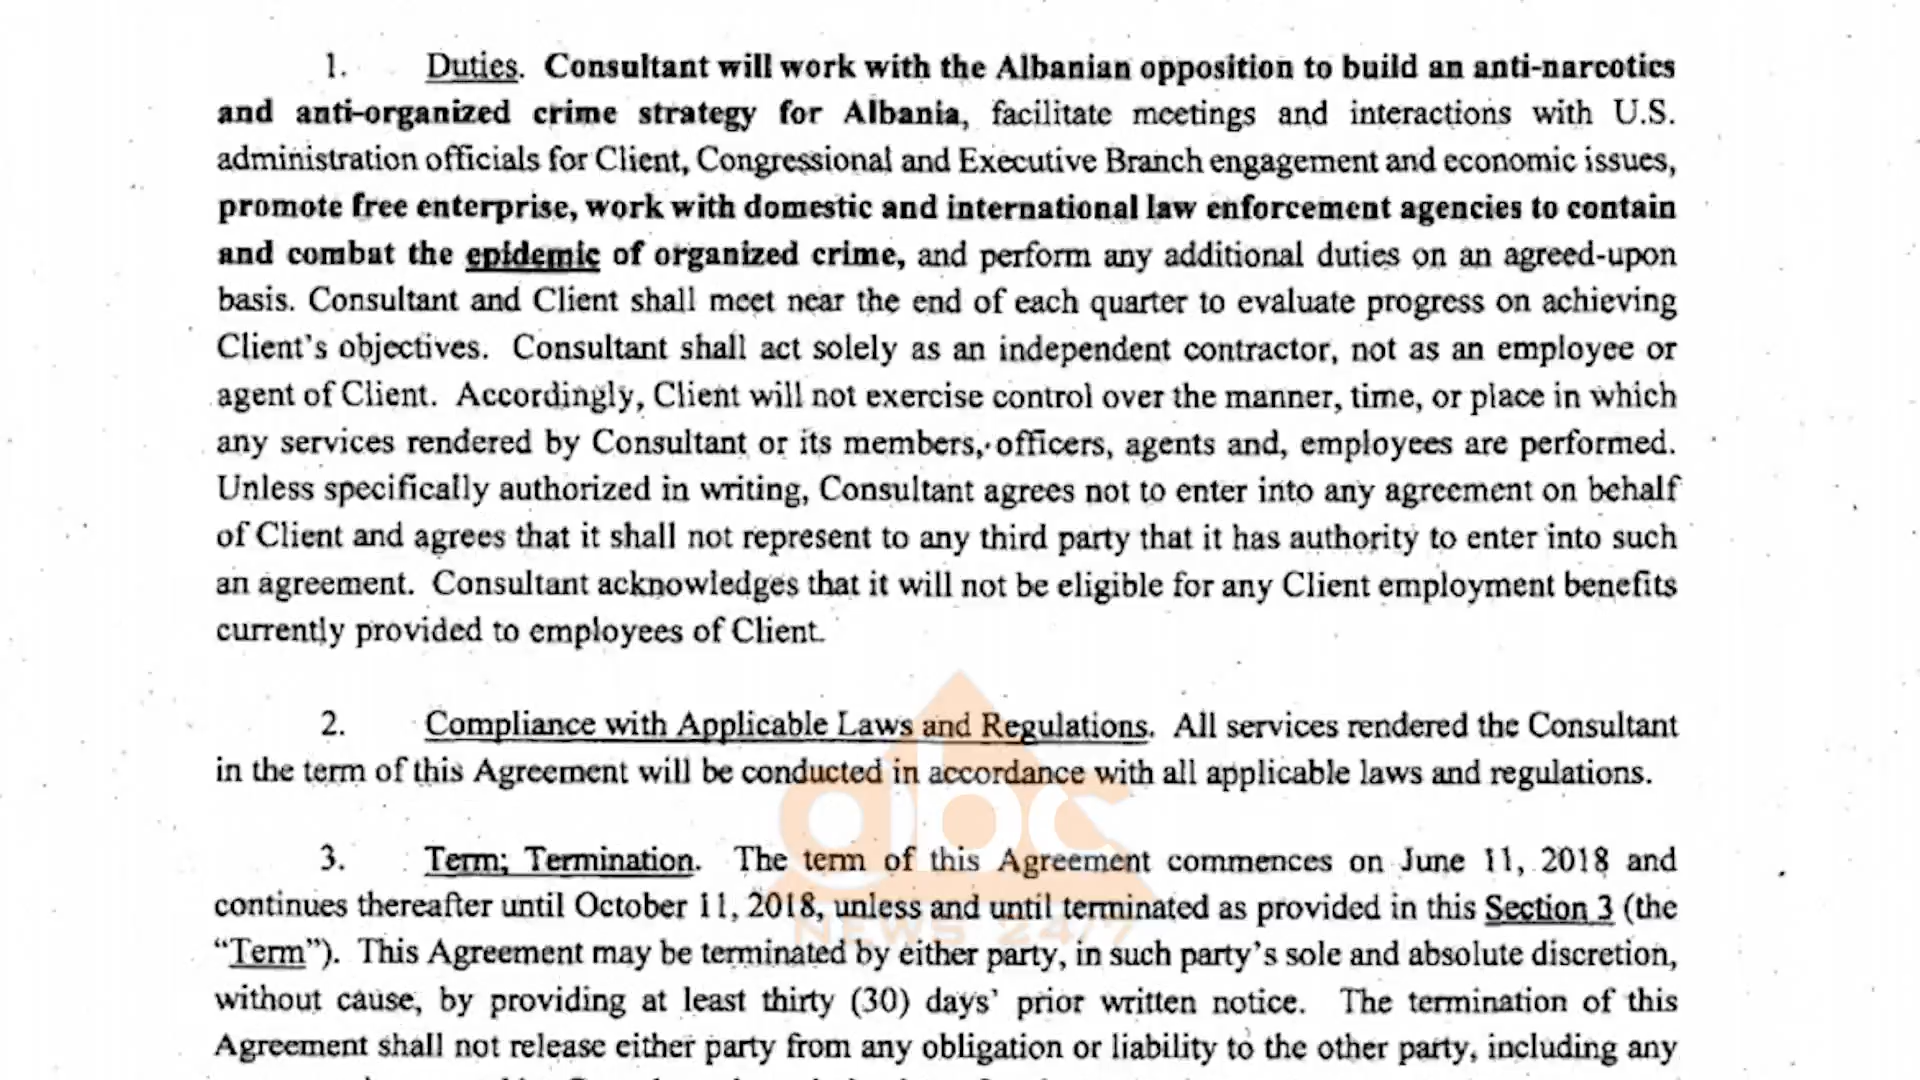 1. Duties. Consultant will work with the Albanian opposition to build an anti-narcotics
and anti-organized crime strategy for Albania, facilitate meetings and interactions with U.S.
administration officials for Client, Congressional and Executive Branch engagement and economic issues,
promote free enterprise, work with domestic and international law enforcement agencies to contain
and combat the epidemic of organized crime, and perform any additional duties on an agreed-upon
basis. Consultant and Client shall meet near the end of each quarter to evaluate progress on achieving
Client's objectives. Consultant shall act solely as an independent contractor, not as an employee or
agent of Client. Accordingly, Client will not exercise control over the manner, time, or place in which
any services rendered by Consultant or its members, officers, agents and, employees are performed.
Unless specifically authorized in writing, Consultant agrees not to enter into any agreement on behalf
of Client and agrees that it shall not represent to any third party that it has authority to enter into such
an agreement. Consultant acknowledges that it will not be eligible for any Client employment benefits
currently provided to employees of Client.
2. Compliance with Applicable Laws and Regulations. All services rendered the Consultant
in the term of this Agreement will be conducted in accordance with all applicable laws and regulations.
abc
NEWS 24/7
3. Term; Termination. The term of this Agreement commences on June 11, 2018 and
continues thereafter until October 11, 2018, unless and until terminated as provided in this Section 3 (the
“Term”). This Agreement may be terminated by either party, in such party's sole and absolute discretion,
without cause, by providing at least thirty (30) days’ prior written notice. The termination of this
Agreement shall not release either party from any obligation or liability to the other party, including any